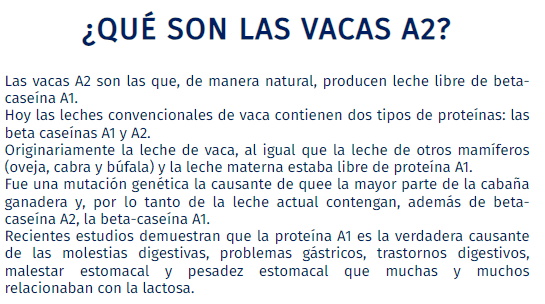 ¿QUÉ SON LAS VACAS A2?
Las vacas A2 son las que, de manera natural, producen leche libre de beta-
caseína A1.
Hoy las leches convencionales de vaca contienen dos tipos de proteínas: las
beta caseínas A1 y A2.
Originariamente la leche de vaca, al igual que la leche de otros mamíferos
(oveja, cabra y búfala) y la leche materna estaba libre de proteína A1.
Fue una mutación genética la causante de quee la mayor parte de la cabaña
ganadera y, por lo tanto de la leche actual contengan, además de beta-
caseína A2, la beta-caseína A1.
Recientes estudios demuestran que la proteína A1 es la verdadera causante
de las molestias digestivas, problemas gástricos, trastornos digestivos,
malestar estomacal y pesadez estomacal que muchas y muchos
relacionaban con la lactosa.